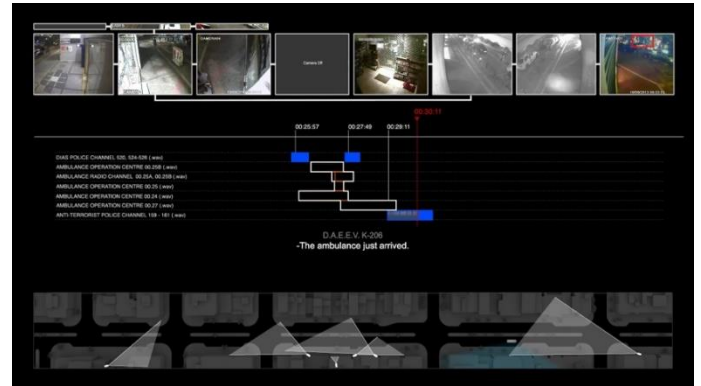 Camera Off
00:30:11
00:25:57 00:27:49 00:29:11
DIAS POLICE CHANNEL 520, 524-526 (.wav)
AMBULANCE OPERATION CENTRE 00.25B (.wav)
AMBULANCE RADIO CHANNEL 00.25A, 00.25B (.wav)
AMBULANCE OPERATION CENTRE 00.25 (.wav)
AMBULANCE OPERATION CENTRE 00.24 (.wav)
AMBULANCE OPERATION CENTRE 00.27 (.wav)
ANTI-TERRORIST POLICE CHANNEL 159 - 161 (.wav)
D.A.E.E.V. K-206
-The ambulance just arrived.